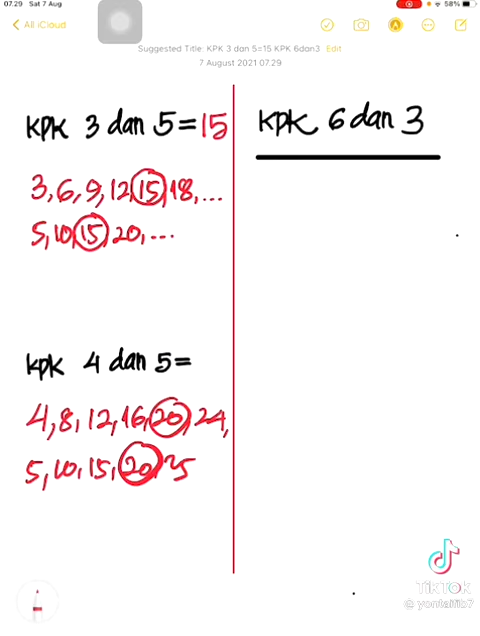 07.29 Sat 7 Aug
58%
All iCloud
Suggested Title: KPK 3 dan 5=15 KPK 6dan3 Edit
7 August 2021 07.29
KPK 3 dan 5=15
3, 6, 9, 12, 15, 18, ...
5, 10, 15, 20, ...
KPK 4 dan 5=
4, 8, 12, 16, 20, 24,
5, 10, 15, 20, 25
KPK 6 dan 3
TikTok